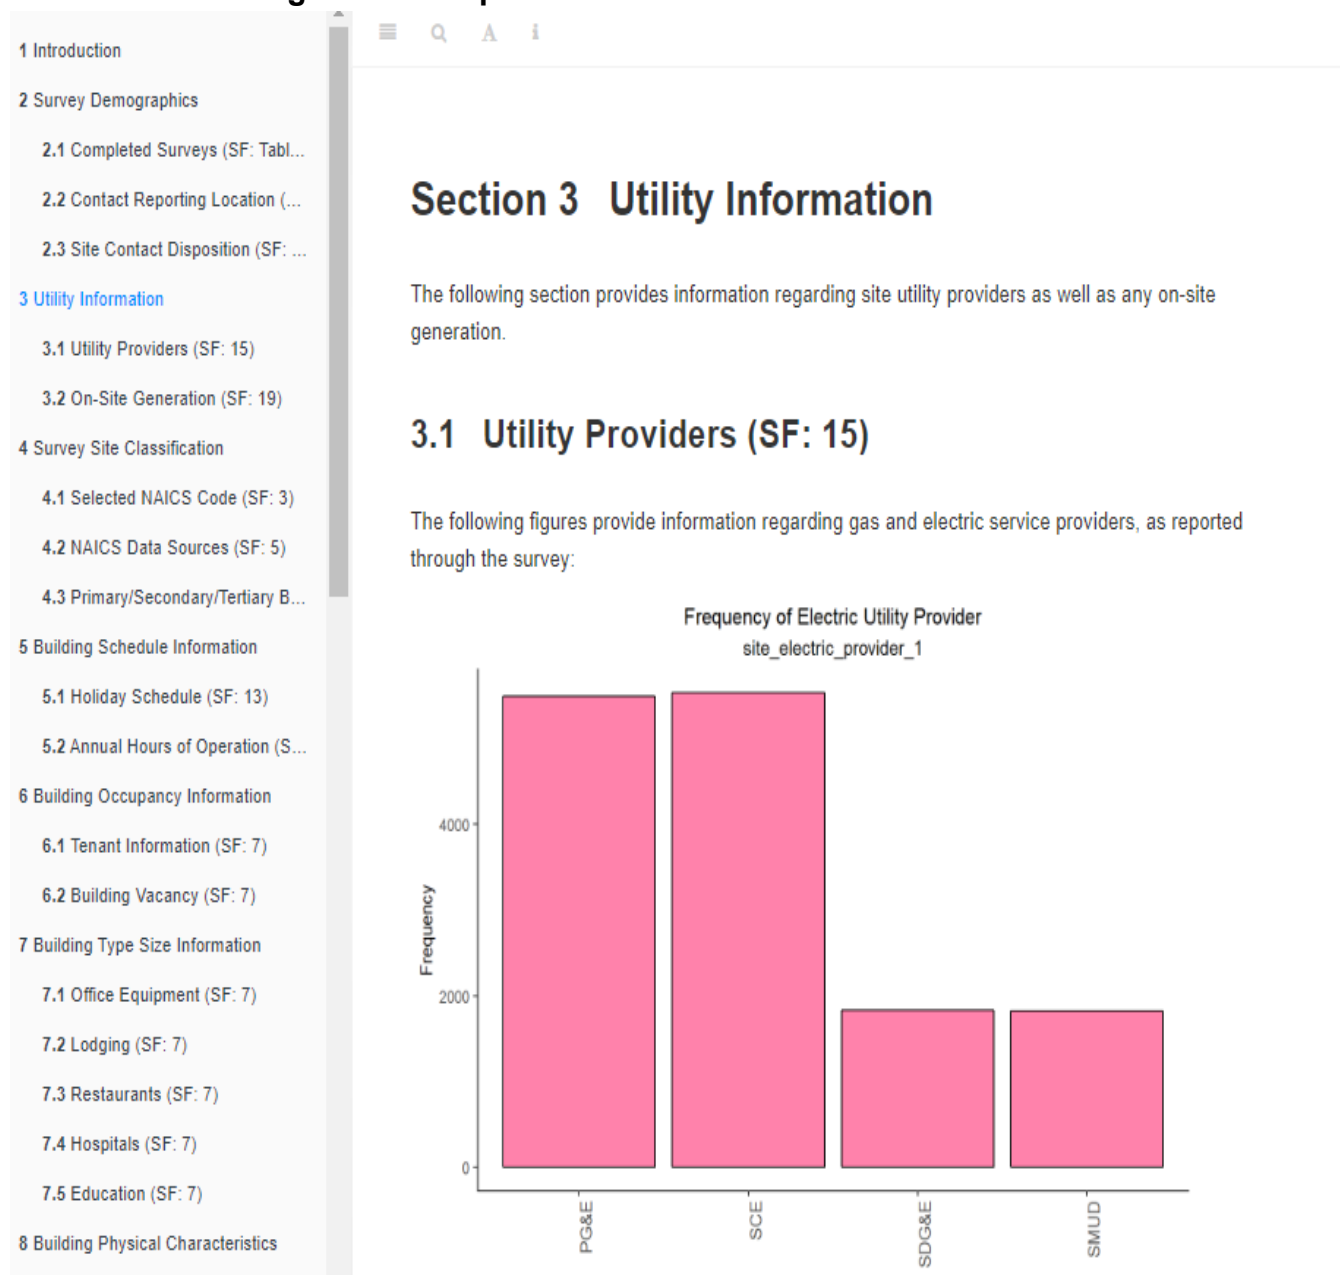 1 Introduction
2 Survey Demographics
2.1 Completed Surveys (SF: Tabl...
2.2 Contact Reporting Location (...
2.3 Site Contact Disposition (SF: ...
3 Utility Information
3.1 Utility Providers (SF: 15)
3.2 On-Site Generation (SF: 19)
4 Survey Site Classification
4.1 Selected NAICS Code (SF: 3)
4.2 NAICS Data Sources (SF: 5)
4.3 Primary/Secondary/Tertiary B...
5 Building Schedule Information
5.1 Holiday Schedule (SF: 13)
5.2 Annual Hours of Operation (S...
6 Building Occupancy Information
6.1 Tenant Information (SF: 7)
6.2 Building Vacancy (SF: 7)
7 Building Type Size Information
7.1 Office Equipment (SF: 7)
7.2 Lodging (SF: 7)
7.3 Restaurants (SF: 7)
7.4 Hospitals (SF: 7)
7.5 Education (SF: 7)
8 Building Physical Characteristics
Section 3 Utility Information
The following section provides information regarding site utility providers as well as any on-site
generation.
3.1 Utility Providers (SF: 15)
The following figures provide information regarding gas and electric service providers, as reported
through the survey:
Frequency of Electric Utility Provider
site_electric_provider_1
Frequency
4000
2000
0
PG&E
SCE
SDG&E
SMUD